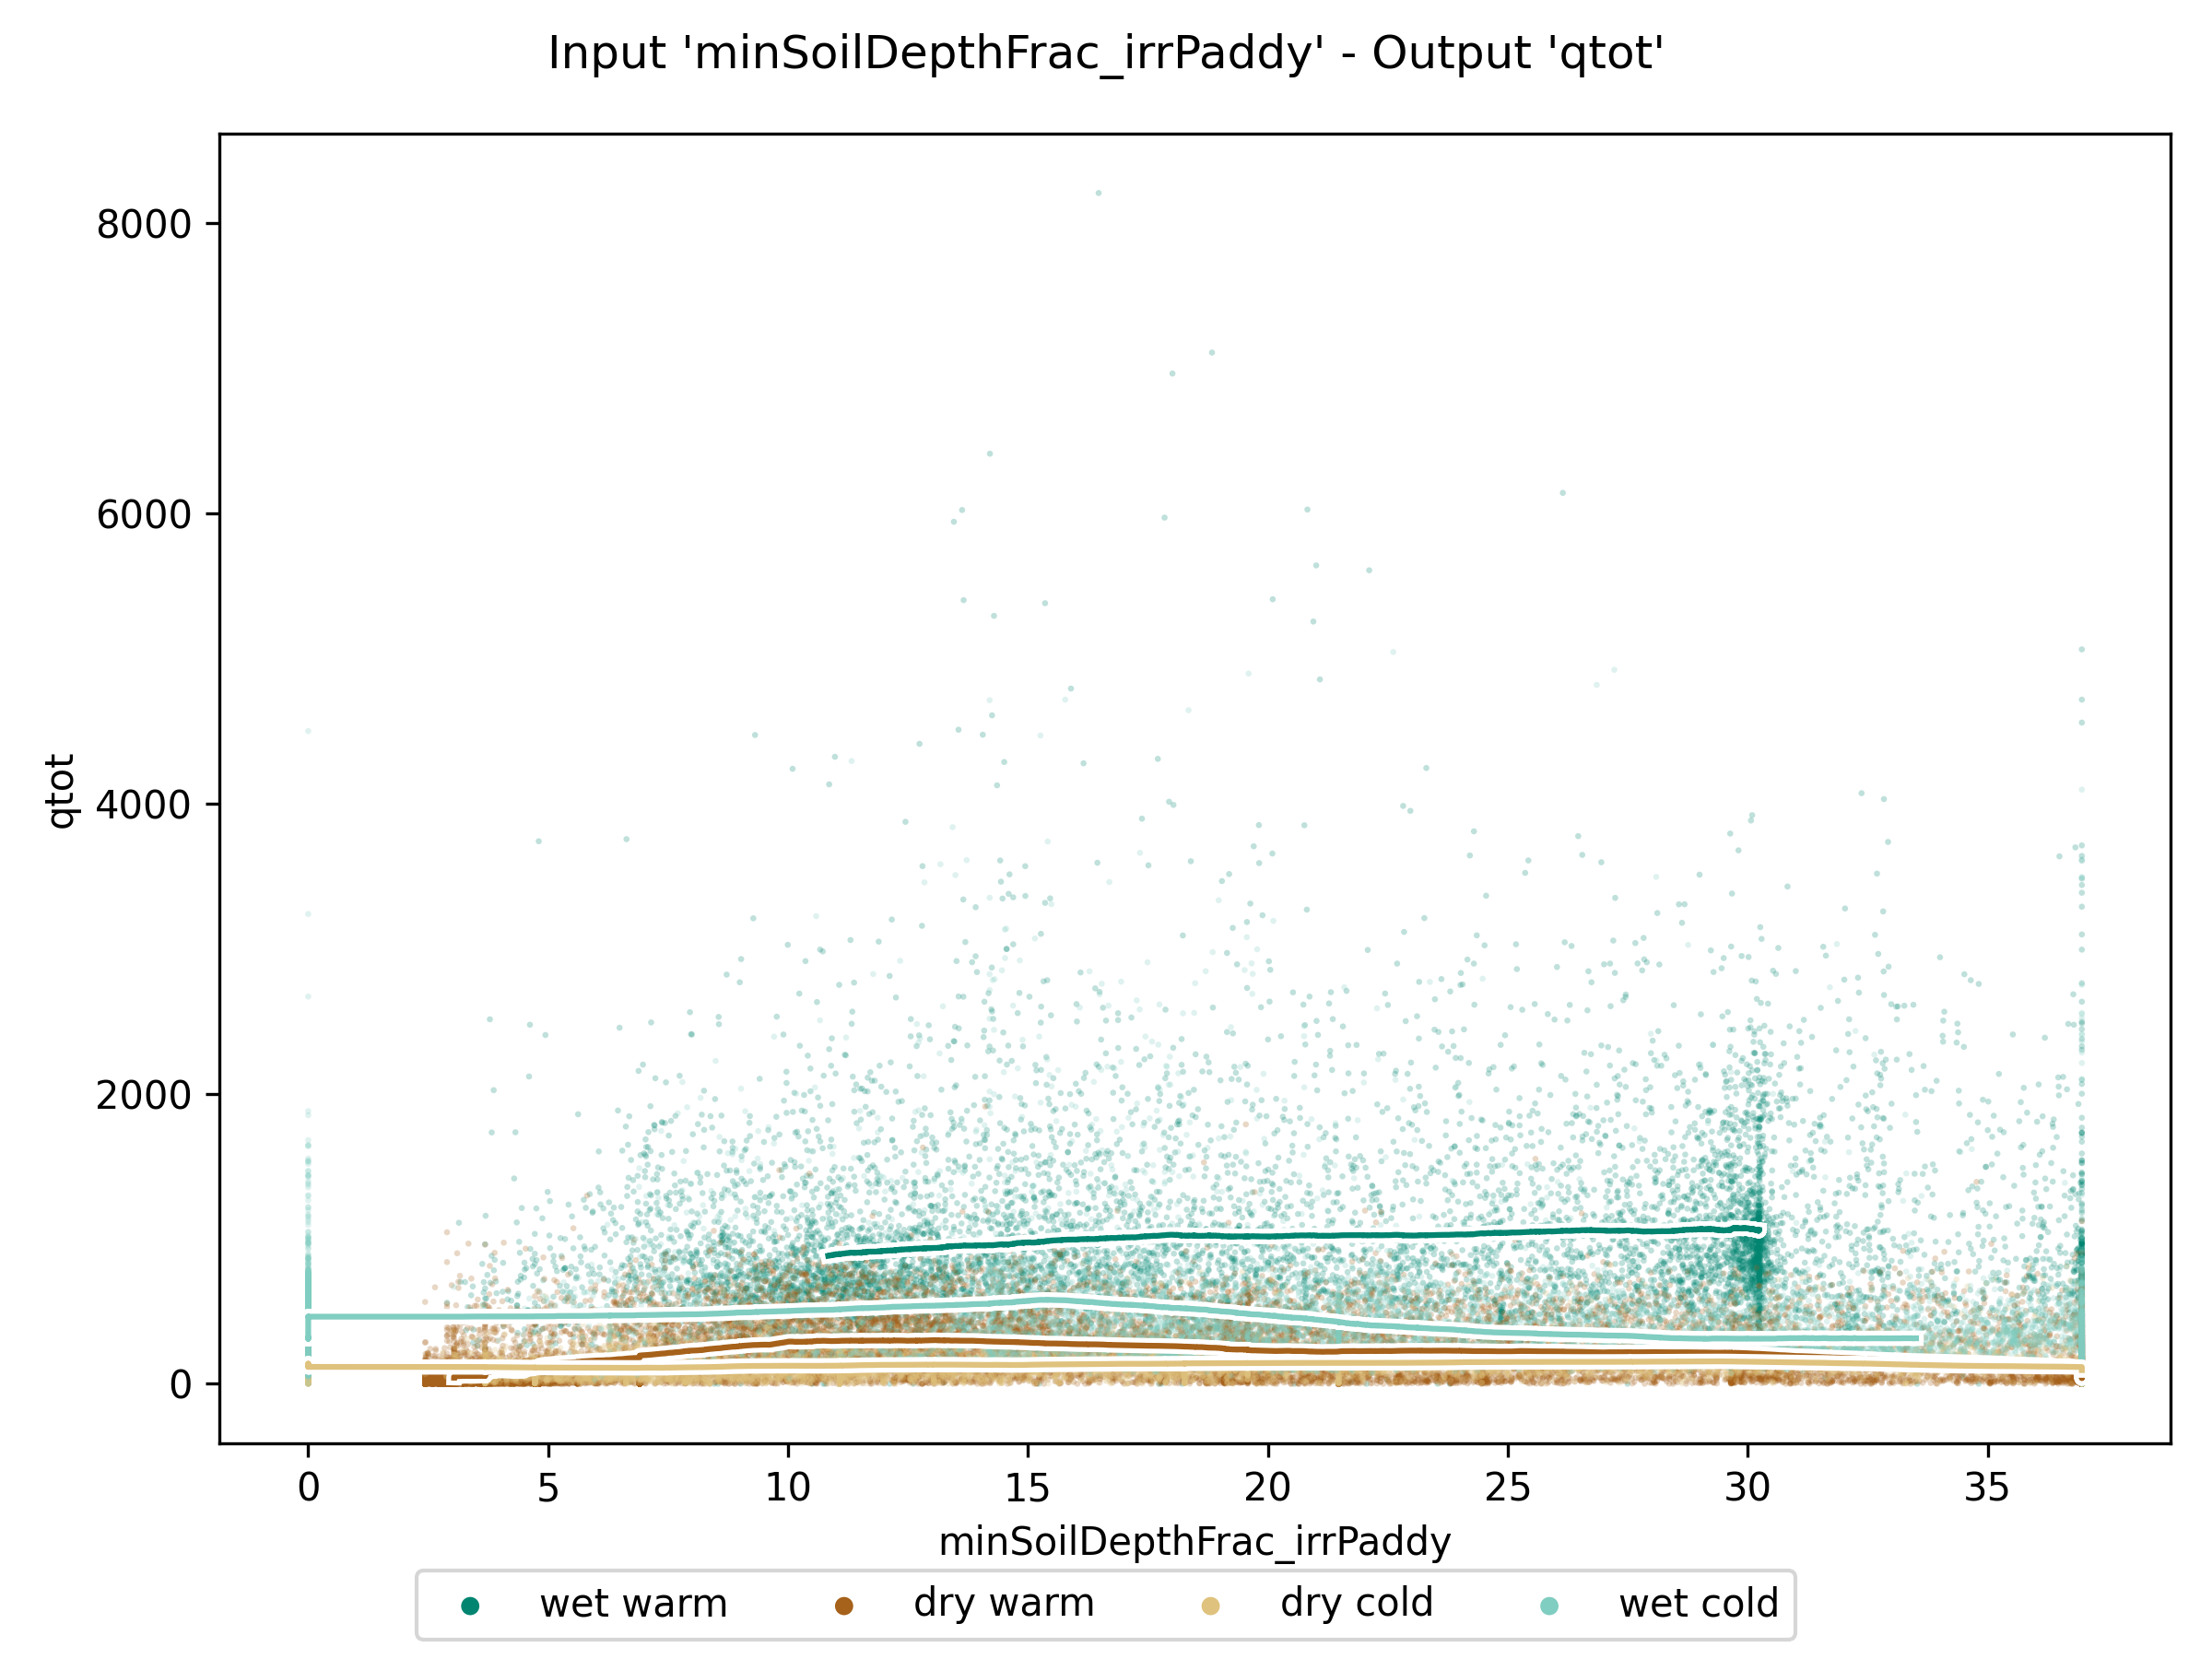 Input 'minSoilDepthFrac_irrPaddy' - Output 'qtot'
8000
6000
4000
2000
0
qtot
0 5 10 15 20 25 30 35
minSoilDepthFrac_irrPaddy
wet warm dry warm dry cold wet cold